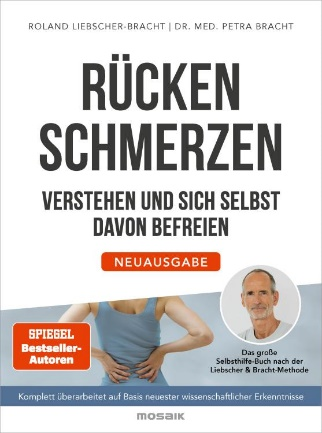 ROLAND LIEBSCHER-BRACHT | DR. MED. PETRA BRACHT
RÜCKEN
SCHMERZEN
VERSTEHEN UND SICH SELBST
DAVON BEFREIEN
NEUAUSGABE
SPIEGEL
Bestseller-
Autoren
Das große
Selbsthilfe-Buch nach der
Liebscher & Bracht-Methode
Komplett überarbeitet auf Basis neuester wissenschaftlicher Erkenntnisse
mosaik